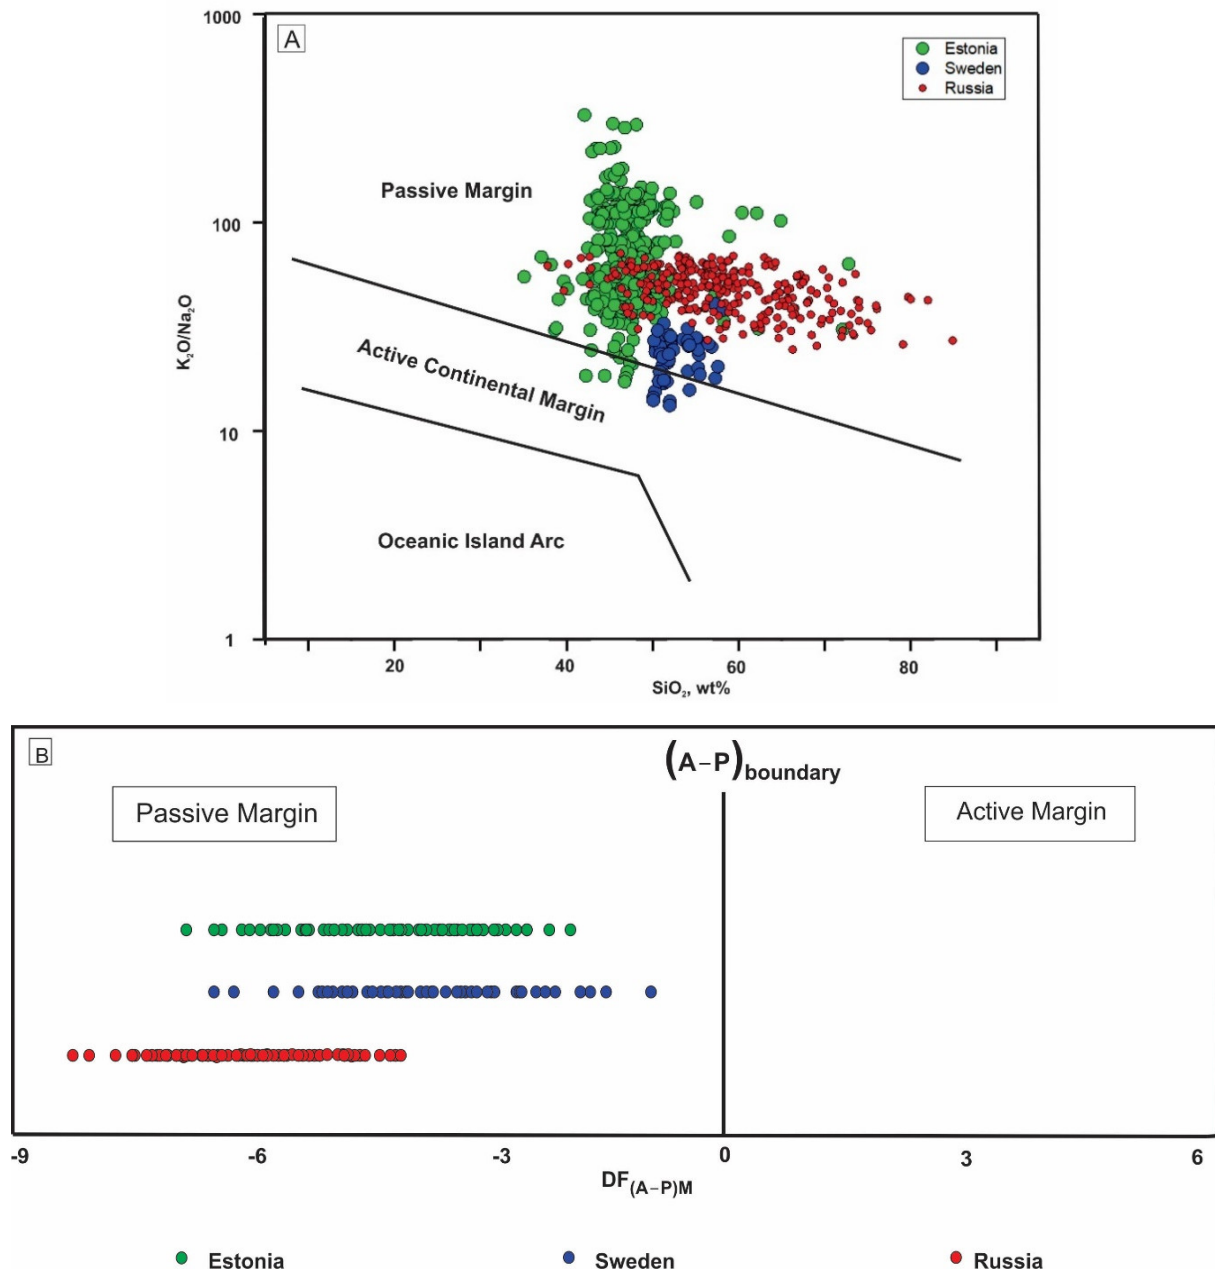 A
1000
100
10
1
K₂O/Na₂O
Estonia
Sweden
Russia
Passive Margin
Active Continental Margin
Oceanic Island Arc
20 40 60 80
SiO₂, wt%
B
(A–P)boundary
Passive Margin
Active Margin
-9 -6 -3 0 3 6
DF(A–P)M
Estonia Sweden Russia